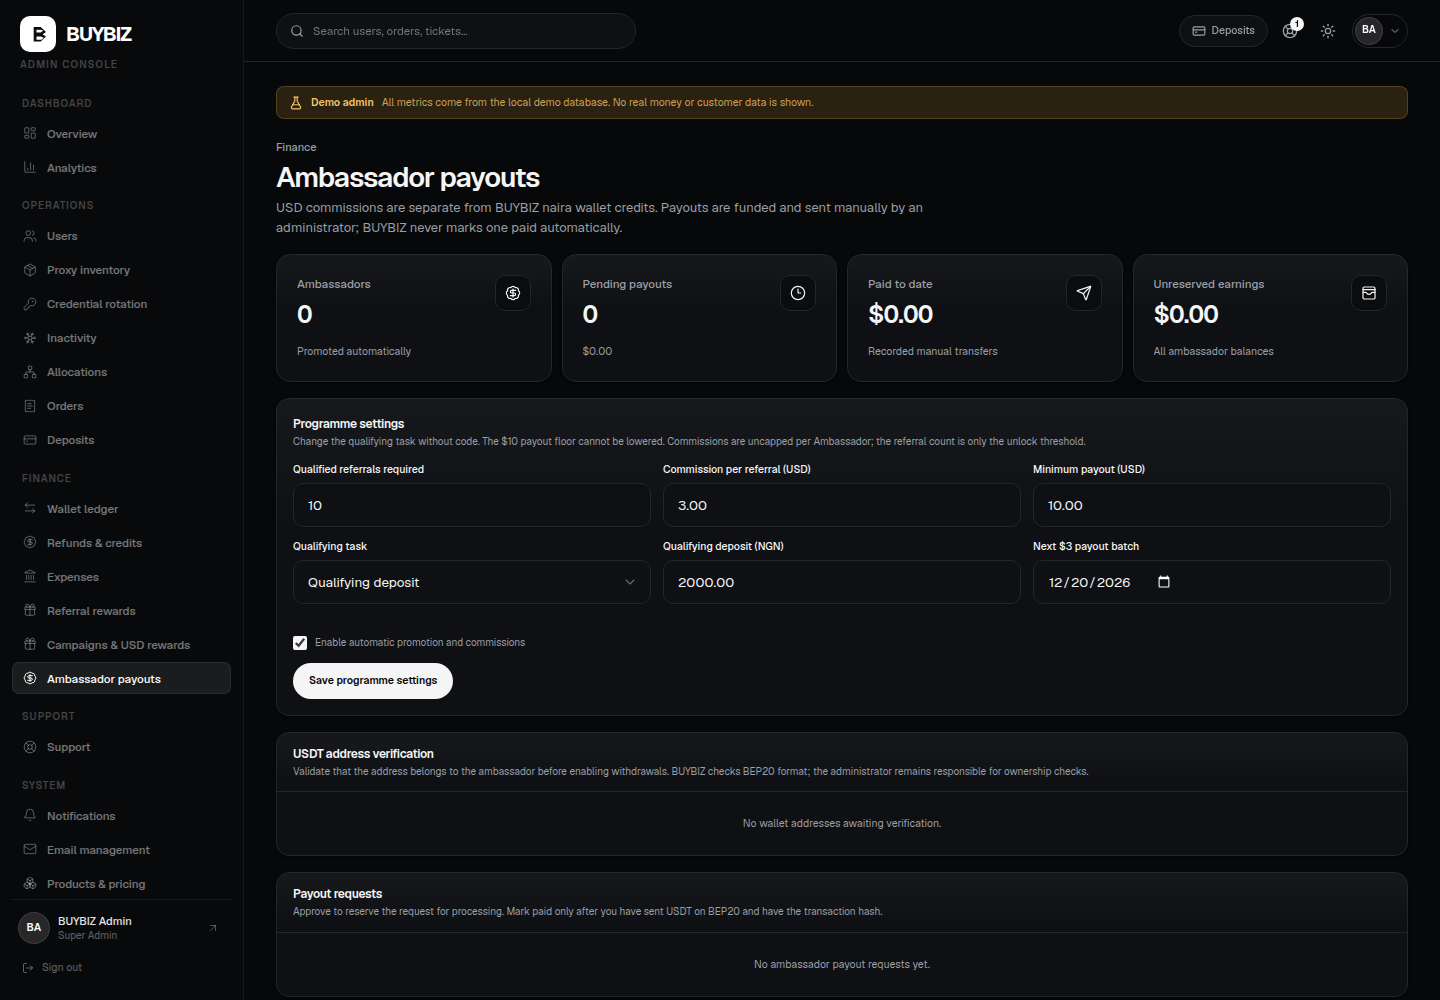 BUYBIZ
ADMIN CONSOLE
DASHBOARD
Overview
Analytics
OPERATIONS
Users
Proxy inventory
Credential rotation
Inactivity
Allocations
Orders
Deposits
FINANCE
Wallet ledger
Refunds & credits
Expenses
Referral rewards
Campaigns & USD rewards
Ambassador payouts
SUPPORT
Support
SYSTEM
Notifications
Email management
Products & pricing
BA
BUYBIZ Admin
Super Admin
Sign out
Search users, orders, tickets...
Deposits
1
BA
Demo admin All metrics come from the local demo database. No real money or customer data is shown.
Finance
Ambassador payouts
USD commissions are separate from BUYBIZ naira wallet credits. Payouts are funded and sent manually by an
administrator; BUYBIZ never marks one paid automatically.
Ambassadors
0
Promoted automatically
Pending payouts
0
$0.00
Paid to date
$0.00
Recorded manual transfers
Unreserved earnings
$0.00
All ambassador balances
Programme settings
Change the qualifying task without code. The $10 payout floor cannot be lowered. Commissions are uncapped per Ambassador; the referral count is only the unlock threshold.
Qualified referrals required
10
Commission per referral (USD)
3.00
Minimum payout (USD)
10.00
Qualifying task
Qualifying deposit
Qualifying deposit (NGN)
2000.00
Next $3 payout batch
12/20/2026
Enable automatic promotion and commissions
Save programme settings
USDT address verification
Validate that the address belongs to the ambassador before enabling withdrawals. BUYBIZ checks BEP20 format; the administrator remains responsible for ownership checks.
No wallet addresses awaiting verification.
Payout requests
Approve to reserve the request for processing. Mark paid only after you have sent USDT on BEP20 and have the transaction hash.
No ambassador payout requests yet.